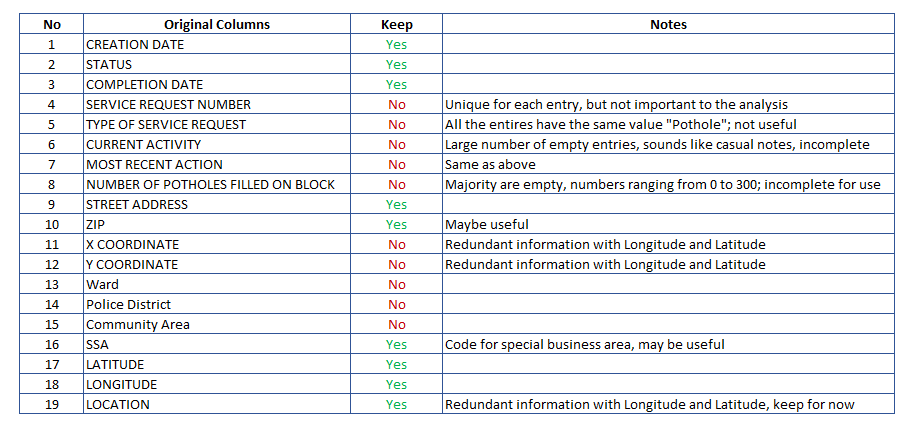 No Original Columns Keep Notes
1 CREATION DATE Yes
2 STATUS Yes
3 COMPLETION DATE Yes
4 SERVICE REQUEST NUMBER No Unique for each entry, but not important to the analysis
5 TYPE OF SERVICE REQUEST No All the entires have the same value "Pothole"; not useful
6 CURRENT ACTIVITY No Large number of empty entries, sounds like casual notes, incomplete
7 MOST RECENT ACTION No Same as above
8 NUMBER OF POTHOLES FILLED ON BLOCK No Majority are empty, numbers ranging from 0 to 300; incomplete for use
9 STREET ADDRESS Yes
10 ZIP Yes Maybe useful
11 X COORDINATE No Redundant information with Longitude and Latitude
12 Y COORDINATE No Redundant information with Longitude and Latitude
13 Ward No
14 Police District No
15 Community Area No
16 SSA Yes Code for special business area, may be useful
17 LATITUDE Yes
18 LONGITUDE Yes
19 LOCATION Yes Redundant information with Longitude and Latitude, keep for now